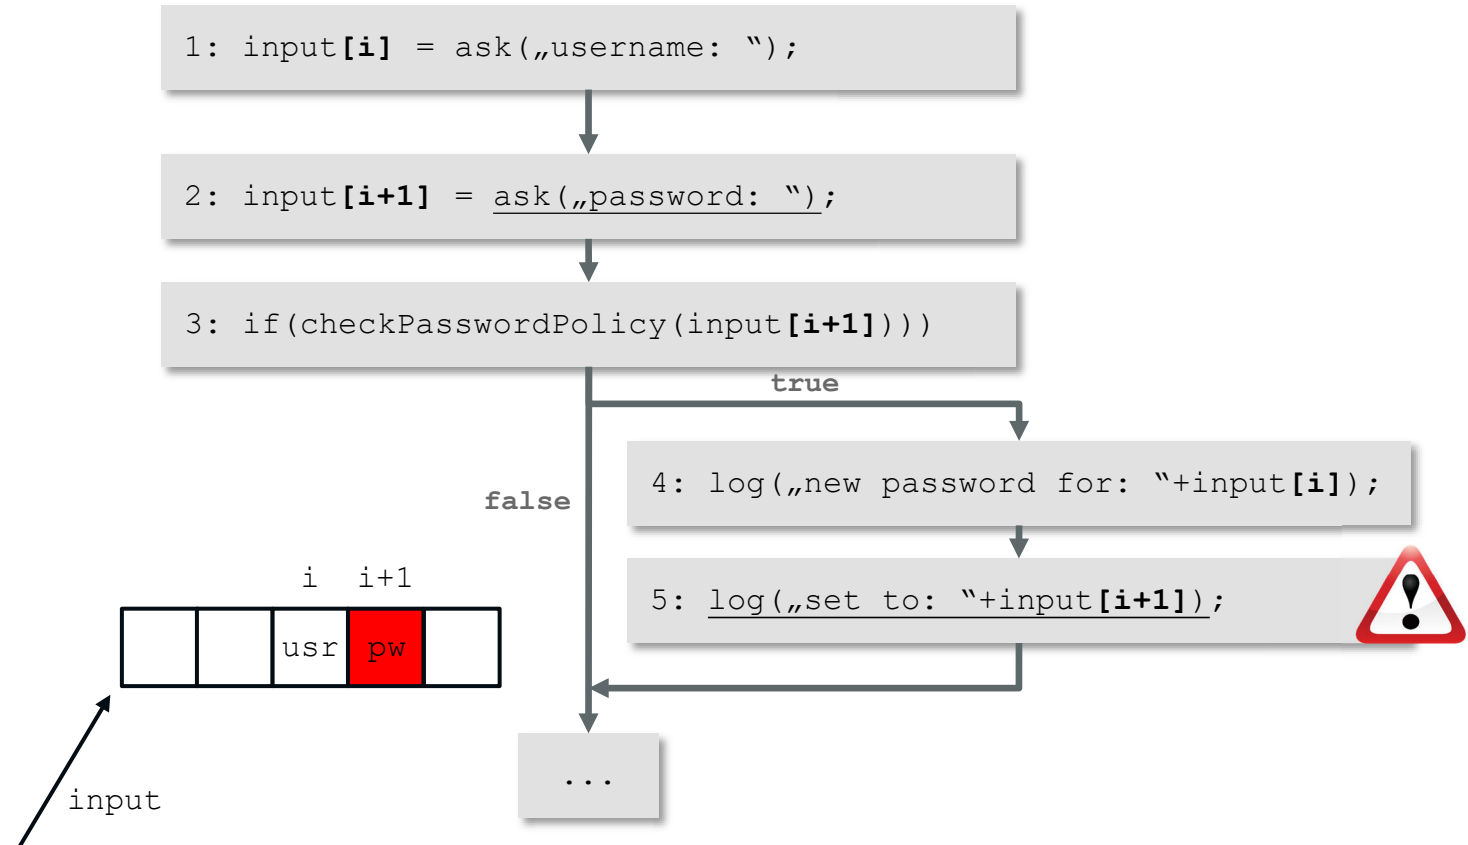 1: input[i] = ask(„username: “);
2: input[i+1] = ask(„password: “);
3: if(checkPasswordPolicy(input[i+1])))
true
4: log(„new password for: “+input[i]);
false
i i+1
5: log(„set to: “+input[i+1]);
usr pw
...
input